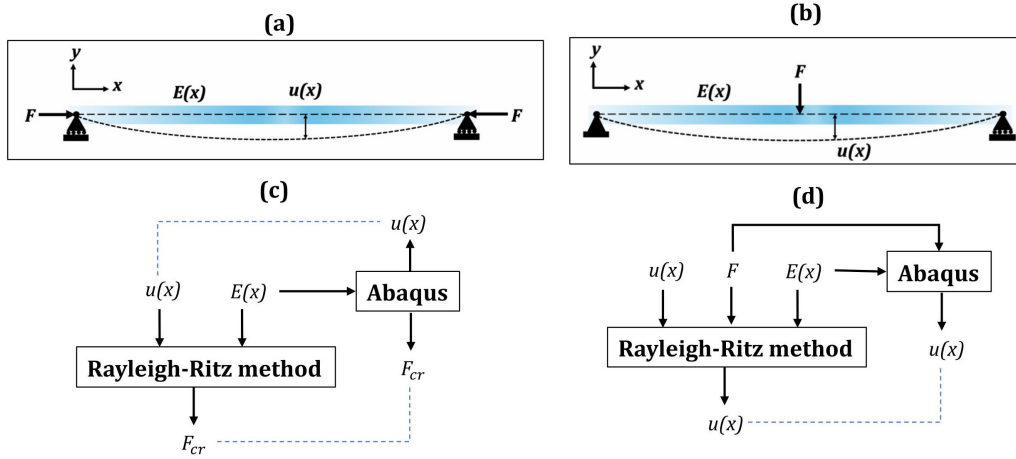 (a)
y
x
E(x)
u(x)
F
F
(b)
y
x
E(x)
F
u(x)
(c)
u(x)
u(x)
E(x)
Abaqus
Rayleigh-Ritz method
F_cr
F_cr
(d)
u(x)
F
E(x)
Abaqus
Rayleigh-Ritz method
u(x)
u(x)